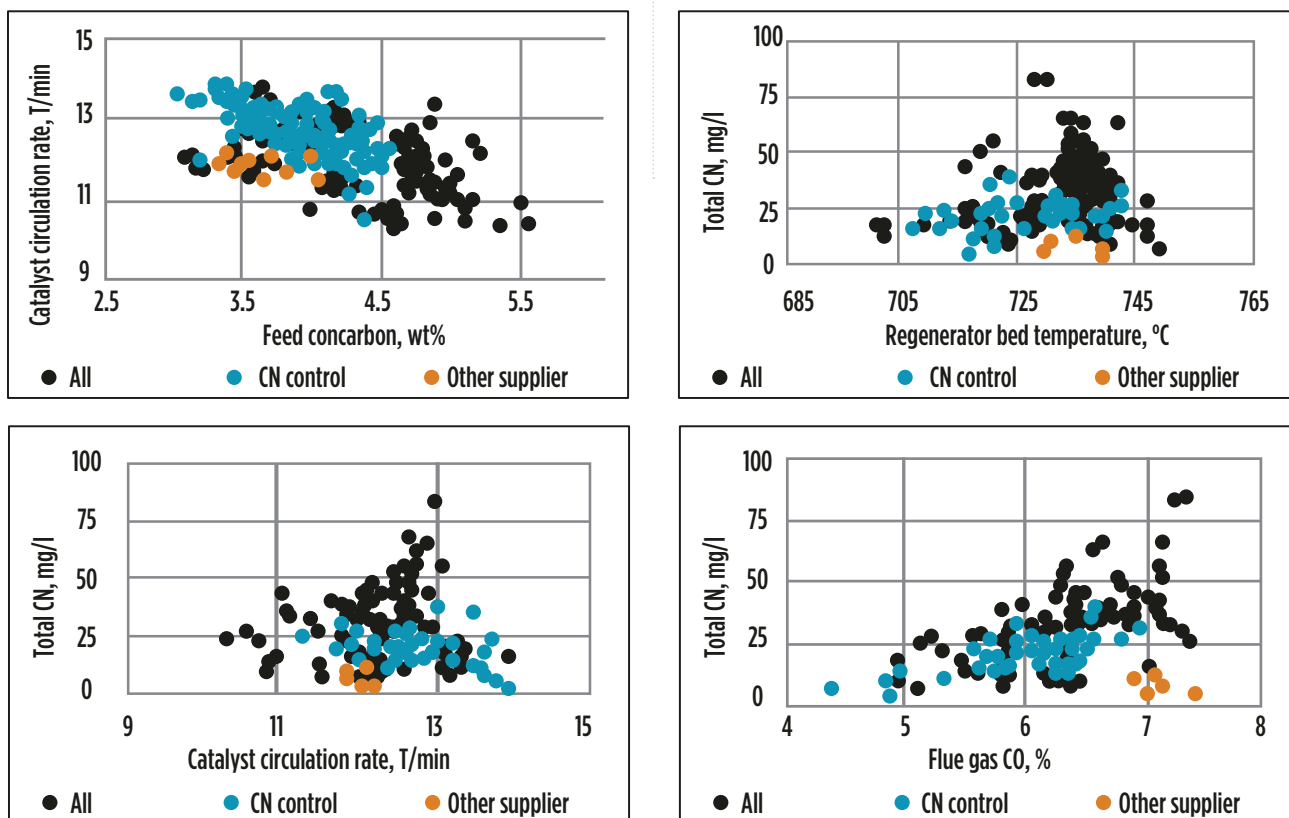 15
13
11
9
Catalyst circulation rate, T/min
2.5 3.5 4.5 5.5
Feed concarbon, wt%
All CN control Other supplier
100
75
50
25
0
Total CN, mg/l
685 705 725 745 765
Regenerator bed temperature, ºC
All CN control Other supplier
100
75
50
25
0
Total CN, mg/l
9 11 13 15
Catalyst circulation rate, T/min
All CN control Other supplier
100
75
50
25
0
Total CN, mg/l
4 5 6 7 8
Flue gas CO, %
All CN control Other supplier